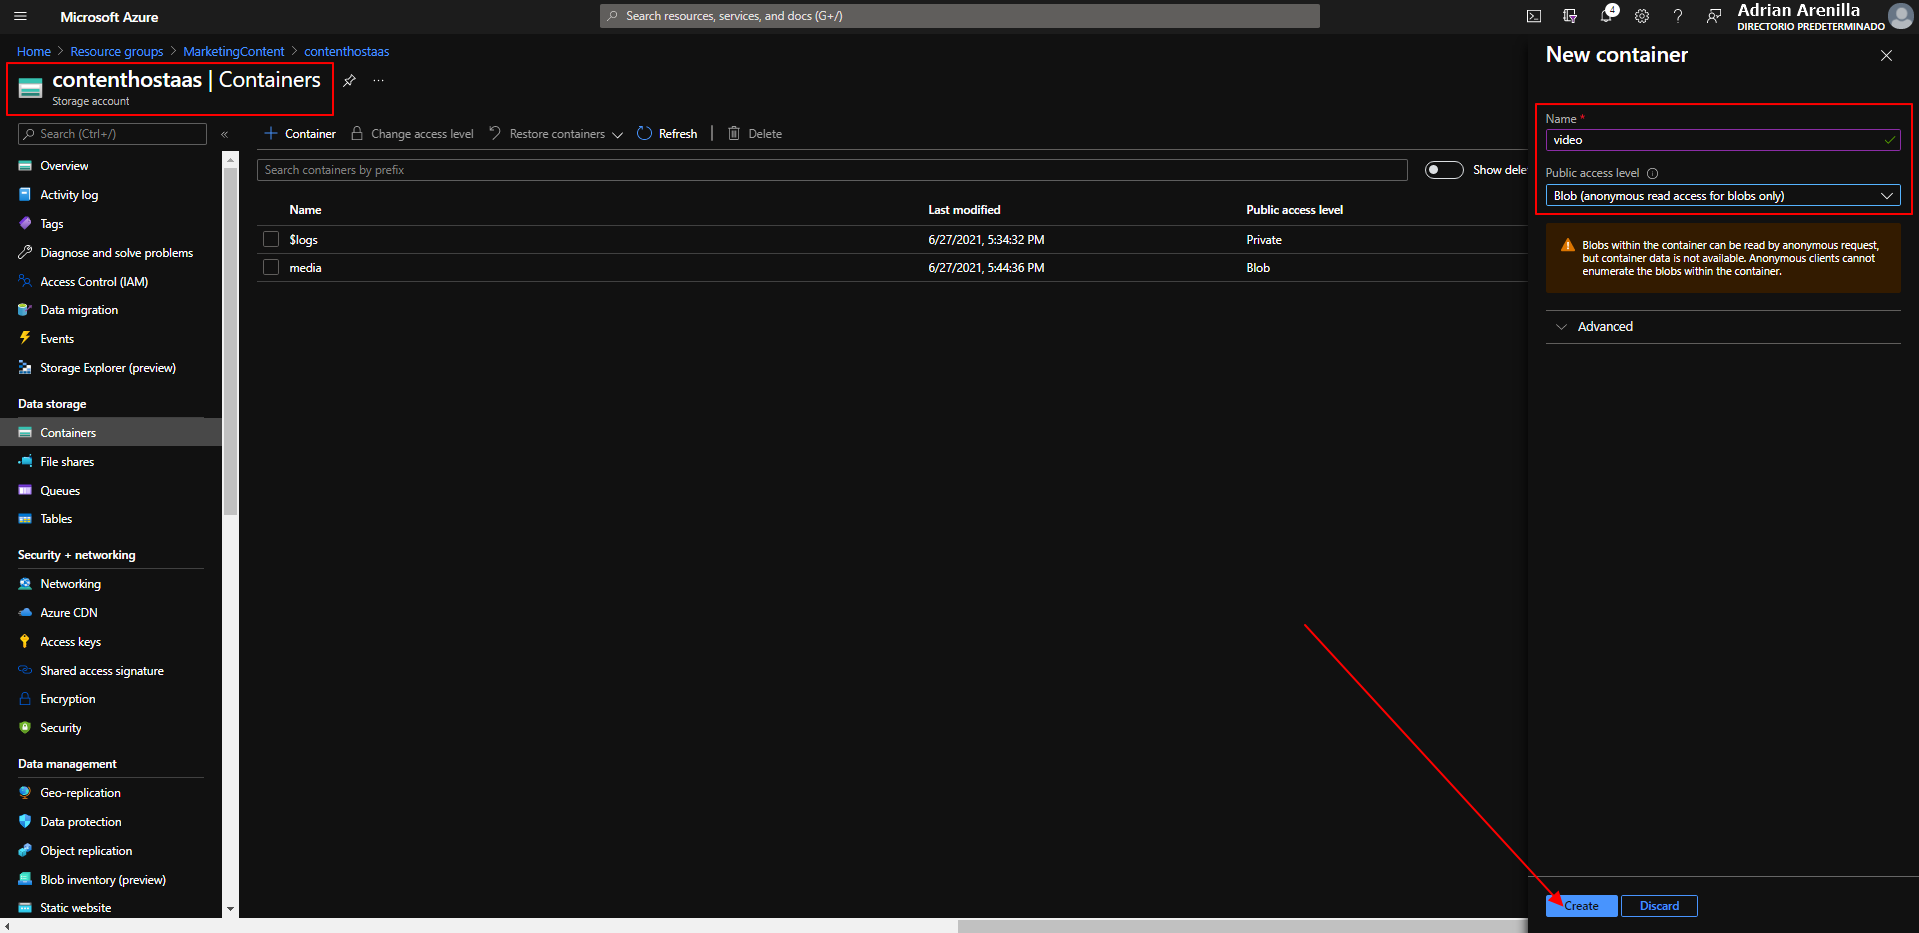 Microsoft Azure
Search resources, services, and docs (G+/)
4
Adrian Arenilla
DIRECTORIO PREDETERMINADO
Home > Resource groups > MarketingContent > contenthostaas
contenthostaas | Containers
Storage account
Search (Ctrl+/)
Overview
Activity log
Tags
Diagnose and solve problems
Access Control (IAM)
Data migration
Events
Storage Explorer (preview)
Data storage
Containers
File shares
Queues
Tables
Security + networking
Networking
Azure CDN
Access keys
Shared access signature
Encryption
Security
Data management
Geo-replication
Data protection
Object replication
Blob inventory (preview)
Static website
Container Change access level Restore containers Refresh Delete
Search containers by prefix
Show dele
Name Last modified Public access level
$logs 6/27/2021, 5:34:32 PM Private
media 6/27/2021, 5:44:36 PM Blob
New container
Name *
video
Public access level
Blob (anonymous read access for blobs only)
Blobs within the container can be read by anonymous request,
but container data is not available. Anonymous clients cannot
enumerate the blobs within the container.
Advanced
Create Discard